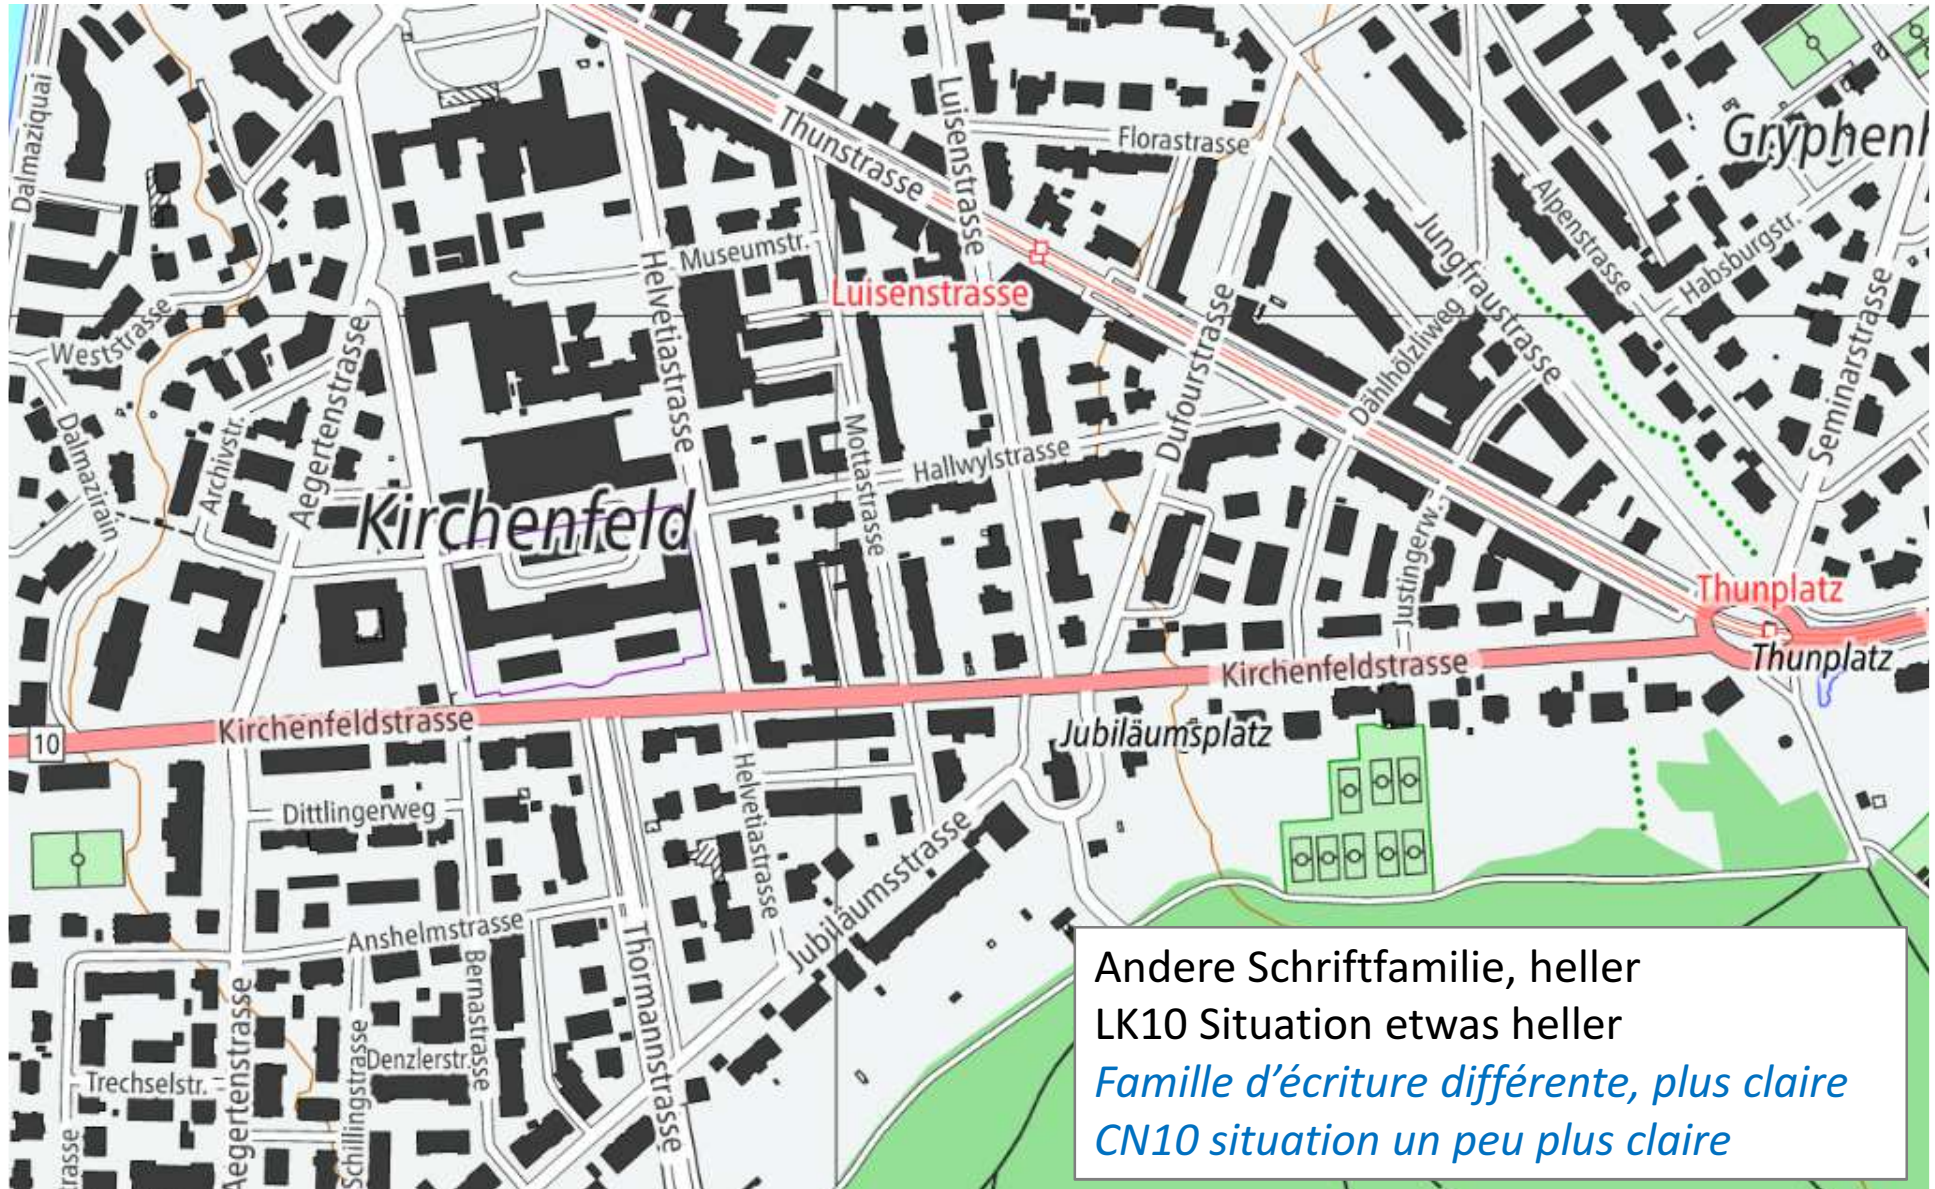 Dalmaziquai
Luisenstrasse
Thunstrasse
Florastrasse
Gryphenh
Alpenstrasse
Jungfraustrasse
Habsburgstr.
Museumstr.
Helvetiastrasse
Luisenstrasse
Dufourstrasse
Dählhölzliweg
Seminarstrasse
Weststrasse
Aegertenstrasse
Dalmazirain
Archivstr.
Mottastrasse
Hallwylstrasse
Kirchenfeld
Justingerw.
Thunplatz
Thunplatz
Kirchenfeldstrasse
Kirchenfeldstrasse
10
Jubiläumsplatz
Helvetiastrasse
Dittlingerweg
Jubiläumsstrasse
Anshelmstrasse
Thormannstrasse
Bernastrasse
Aegertenstrasse
Schillingstrasse
Denzlerstr.
Trechselstr.
trasse
Andere Schriftfamilie, heller
LK10 Situation etwas heller
Famille d’écriture différente, plus claire
CN10 situation un peu plus claire